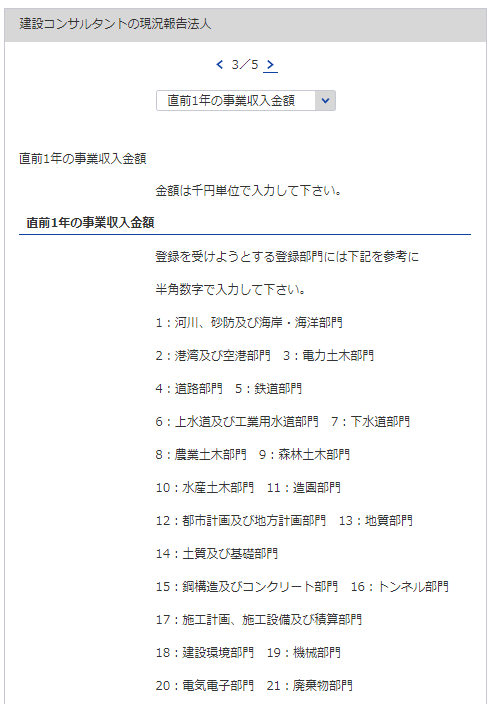 建設コンサルタントの現況報告法人
< 3／5 >
直前1年の事業収入金額
直前1年の事業収入金額
金額は千円単位で入力して下さい。
直前1年の事業収入金額
登録を受けようとする登録部門には下記を参考に
半角数字で入力して下さい。
1：河川、砂防及び海岸・海洋部門
2：港湾及び空港部門　3：電力土木部門
4：道路部門　5：鉄道部門
6：上水道及び工業用水道部門　7：下水道部門
8：農業土木部門　9：森林土木部門
10：水産土木部門　11：造園部門
12：都市計画及び地方計画部門　13：地質部門
14：土質及び基礎部門
15：鋼構造及びコンクリート部門　16：トンネル部門
17：施工計画、施工設備及び積算部門
18：建設環境部門　19：機械部門
20：電気電子部門　21：廃棄物部門